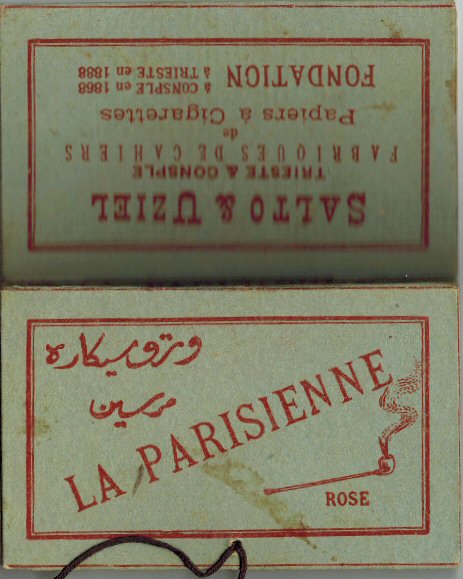 SALTO & UZIEL
TRIESTE & CONSPLE
FABRIQUES DE CAHIERS
de
Papiers à Cigarettes
FONDATION
à CONSPLE en 1868
à TRIESTE en 1888
سيكاره
مرسين
LA PARISIENNE
ROSE